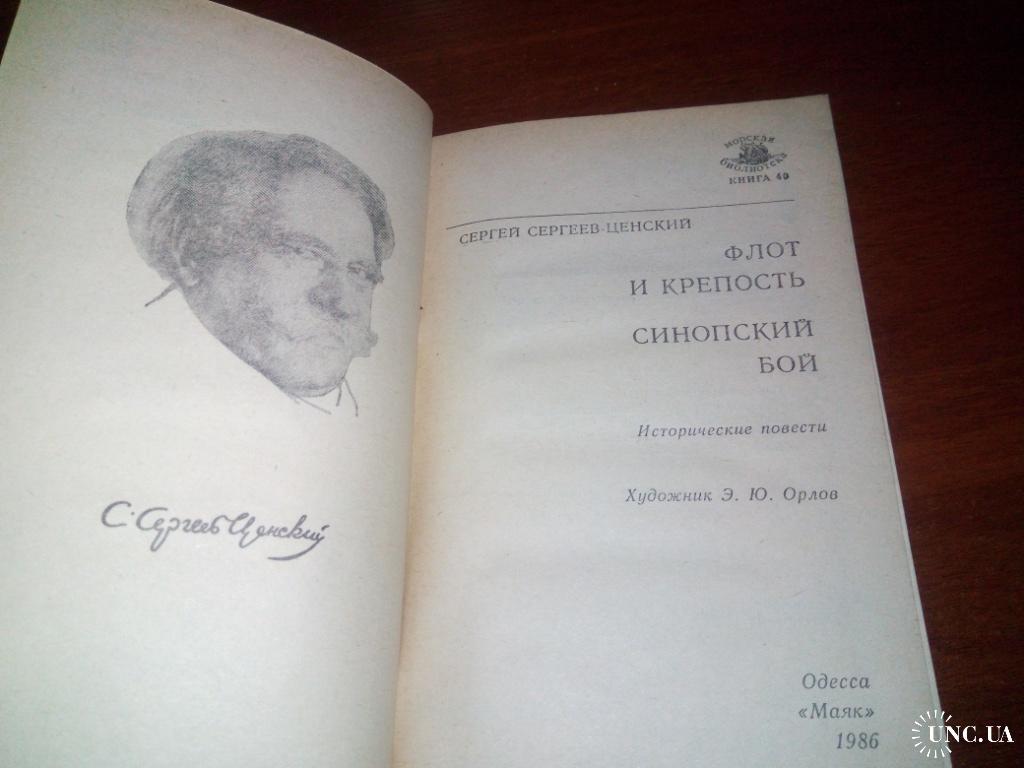 С. Сергеев-Ценский
МОРСКАЯ
БИБЛИОТЕКА
КНИГА 40
СЕРГЕЙ СЕРГЕЕВ-ЦЕНСКИЙ
ФЛОТ
И КРЕПОСТЬ
СИНОПСКИЙ
БОЙ
Исторические повести
Художник Э. Ю. Орлов
Одесса
«Маяк»
1986
UNC.UA